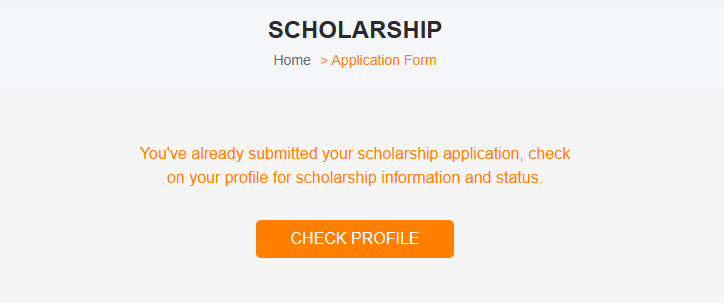 SCHOLARSHIP
Home > Application Form
You've already submitted your scholarship application, check
on your profile for scholarship information and status.
CHECK PROFILE